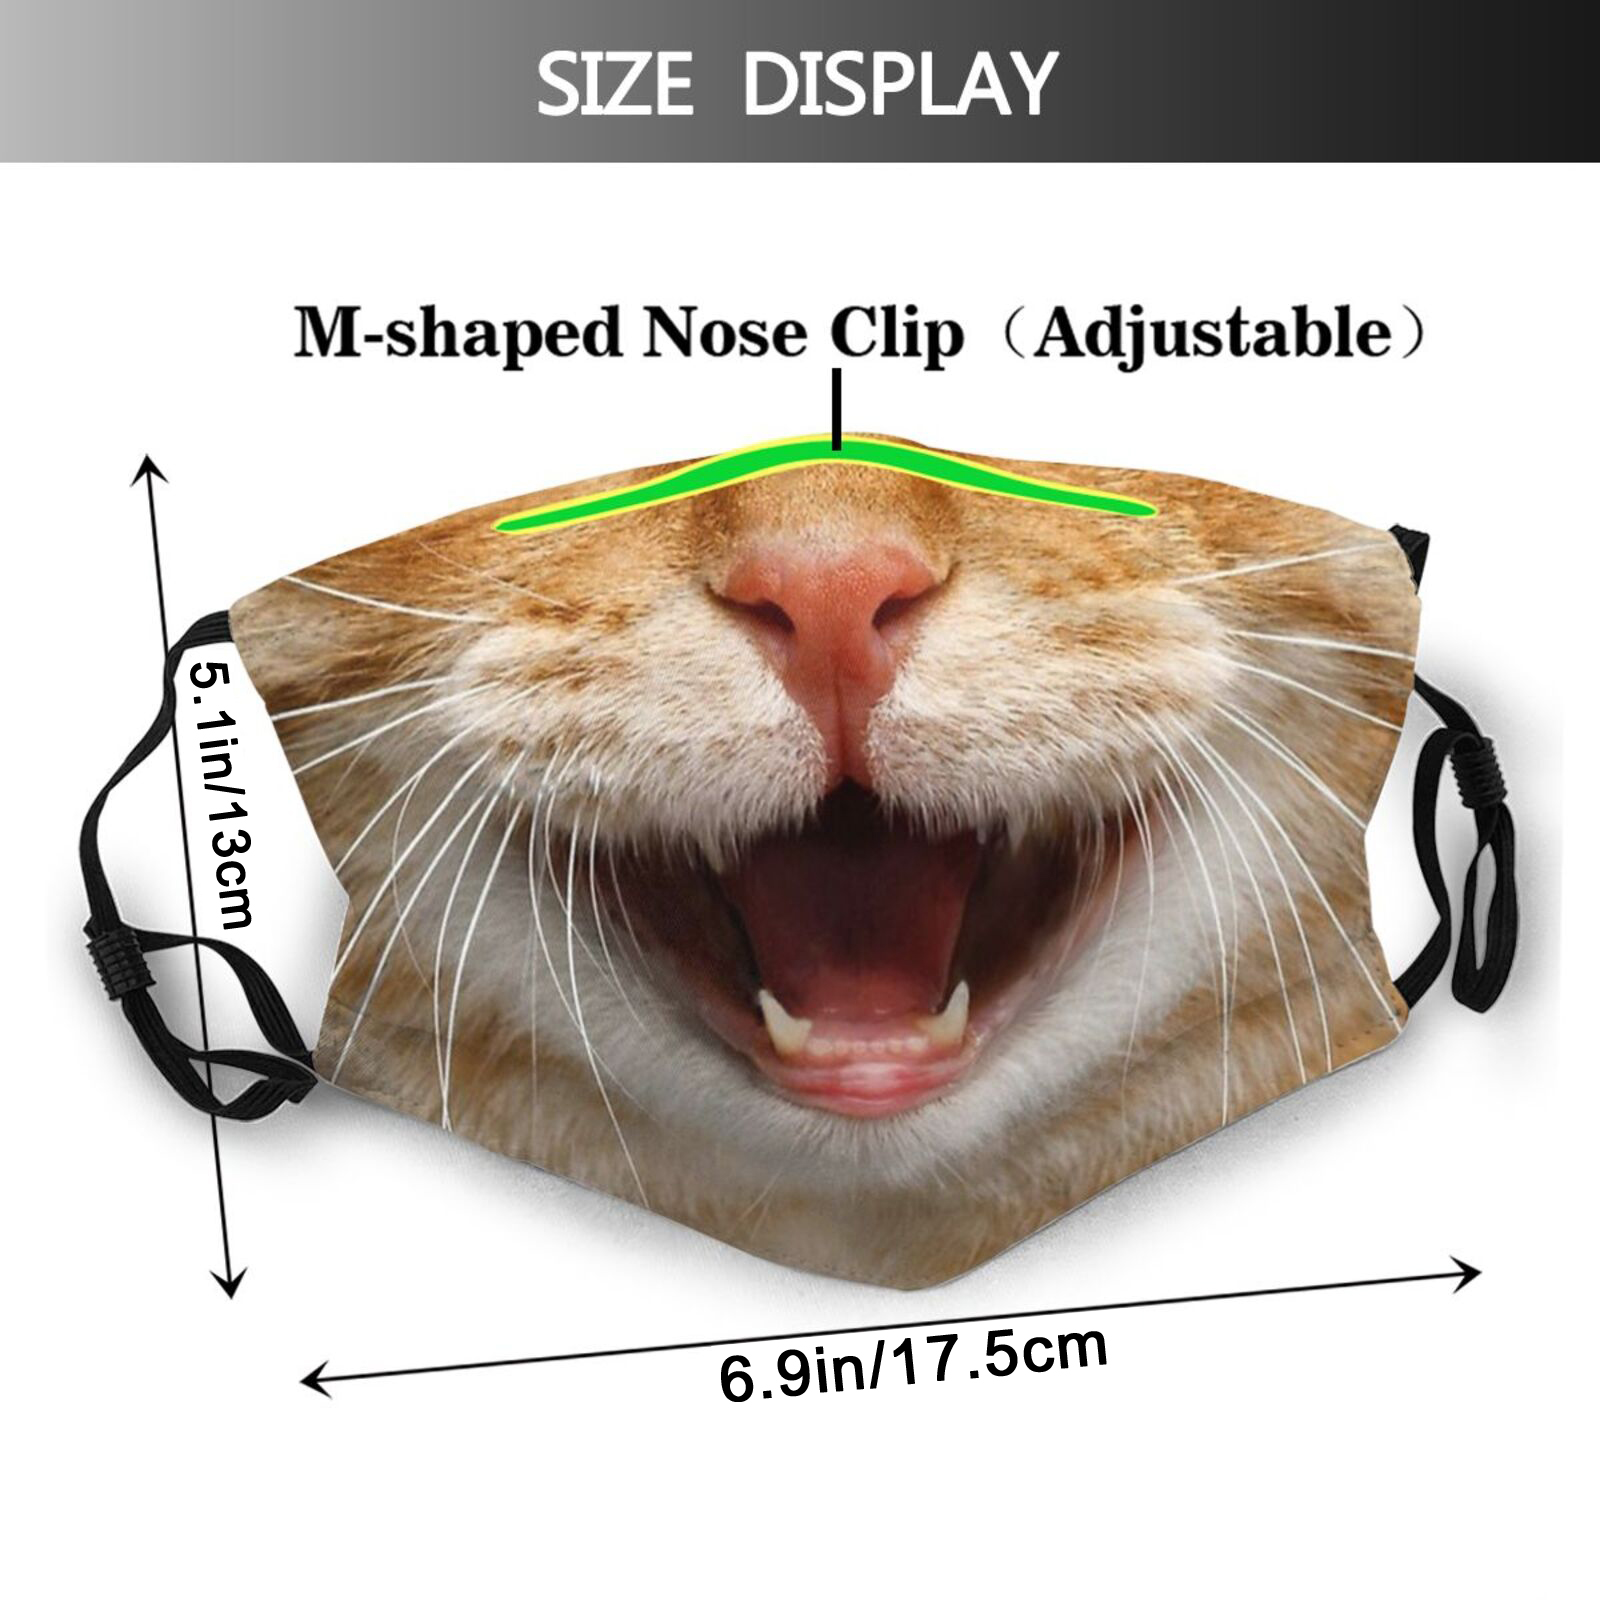 SIZE DISPLAY
M-shaped Nose Clip（Adjustable）
5.1in/13cm
6.9in/17.5cm